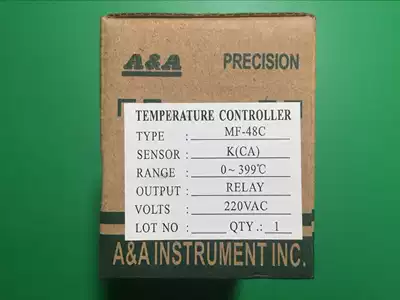 A&A PRECISION
TEMPERATURE CONTROLLER
TYPE : MF-48C
SENSOR : K(CA)
RANGE : 0~399℃
OUTPUT : RELAY
VOLTS : 220VAC
LOT NO : QTY.: 1
A&A INSTRUMENT INC.